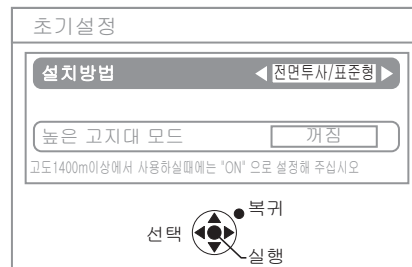 초기설정
설치방법 전면투사/표준형
높은 고지대 모드 꺼짐
고도1400m이상에서 사용하실때에는 "ON" 으로 설정해 주십시오
복귀
선택
실행